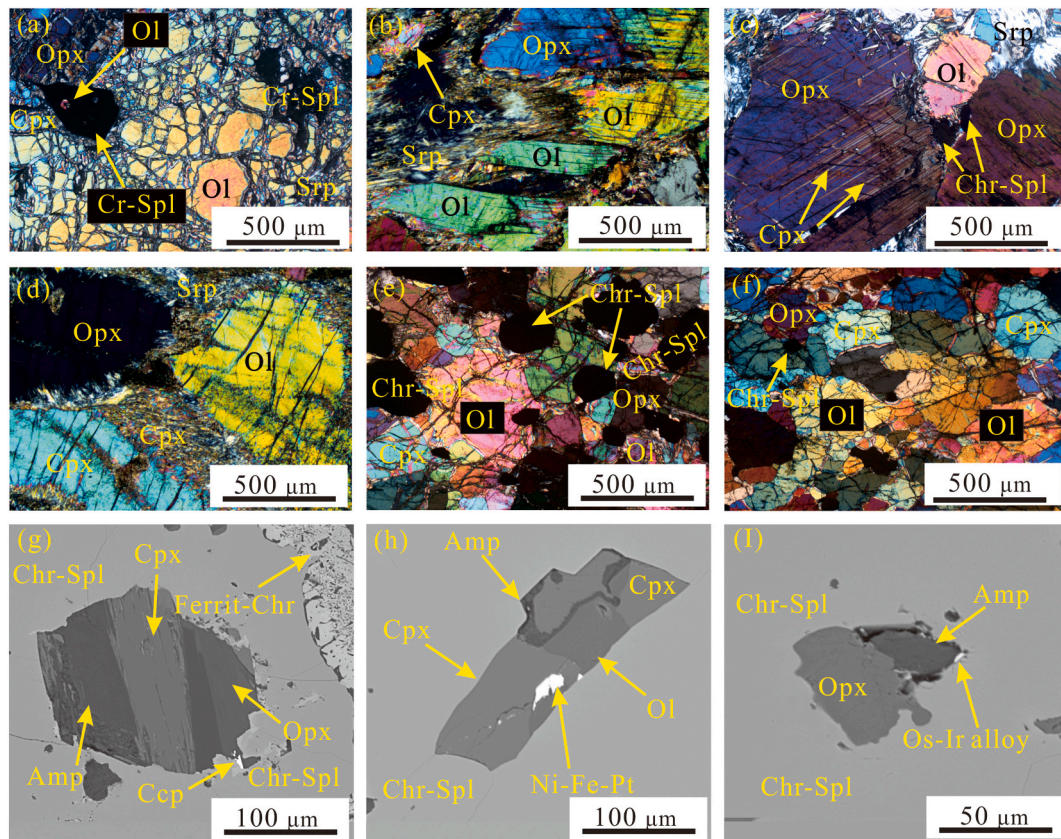 (a)
Ol
Opx
Cpx
Cr-Spl
Cr-Spl
Ol
Srp
500 μm
(b)
Opx
Cpx
Srp
Ol
Ol
Ol
500 μm
(c)
Srp
Ol
Opx
Opx
Chr-Spl
Cpx
500 μm
(d)
Srp
Opx
Ol
Cpx
Cpx
500 μm
(e)
Chr-Spl
Chr-Spl
Chr-Spl
Opx
Ol
Cpx
Ol
500 μm
(f)
Opx
Cpx
Cpx
Chr-Spl
Ol
Ol
500 μm
(g)
Cpx
Chr-Spl
Ferrit-Chr
Opx
Amp
Ccp
Chr-Spl
100 μm
(h)
Amp
Cpx
Cpx
Ol
Chr-Spl
Ni-Fe-Pt
100 μm
(I)
Chr-Spl
Amp
Opx
Os-Ir alloy
Chr-Spl
50 μm